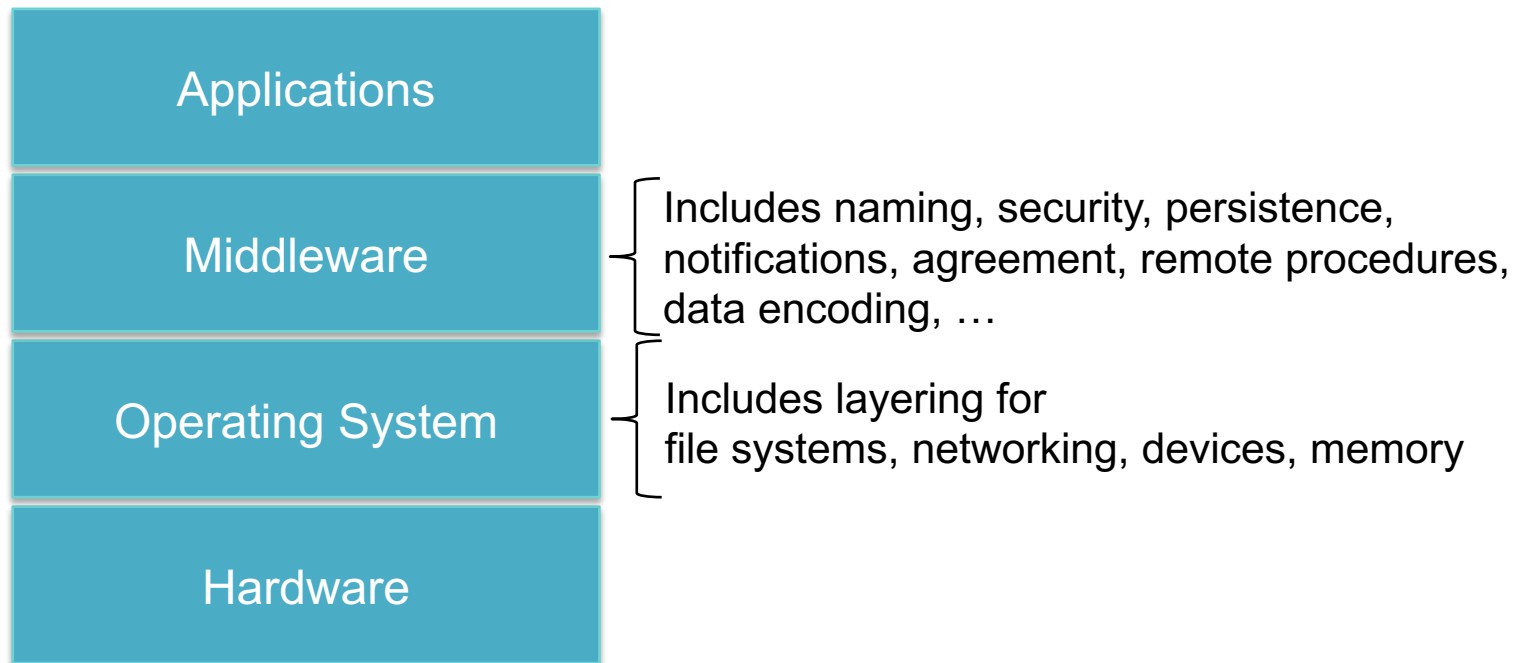 Applications
Middleware
Includes naming, security, persistence,
notifications, agreement, remote procedures,
data encoding, …
Operating System
Includes layering for
file systems, networking, devices, memory
Hardware